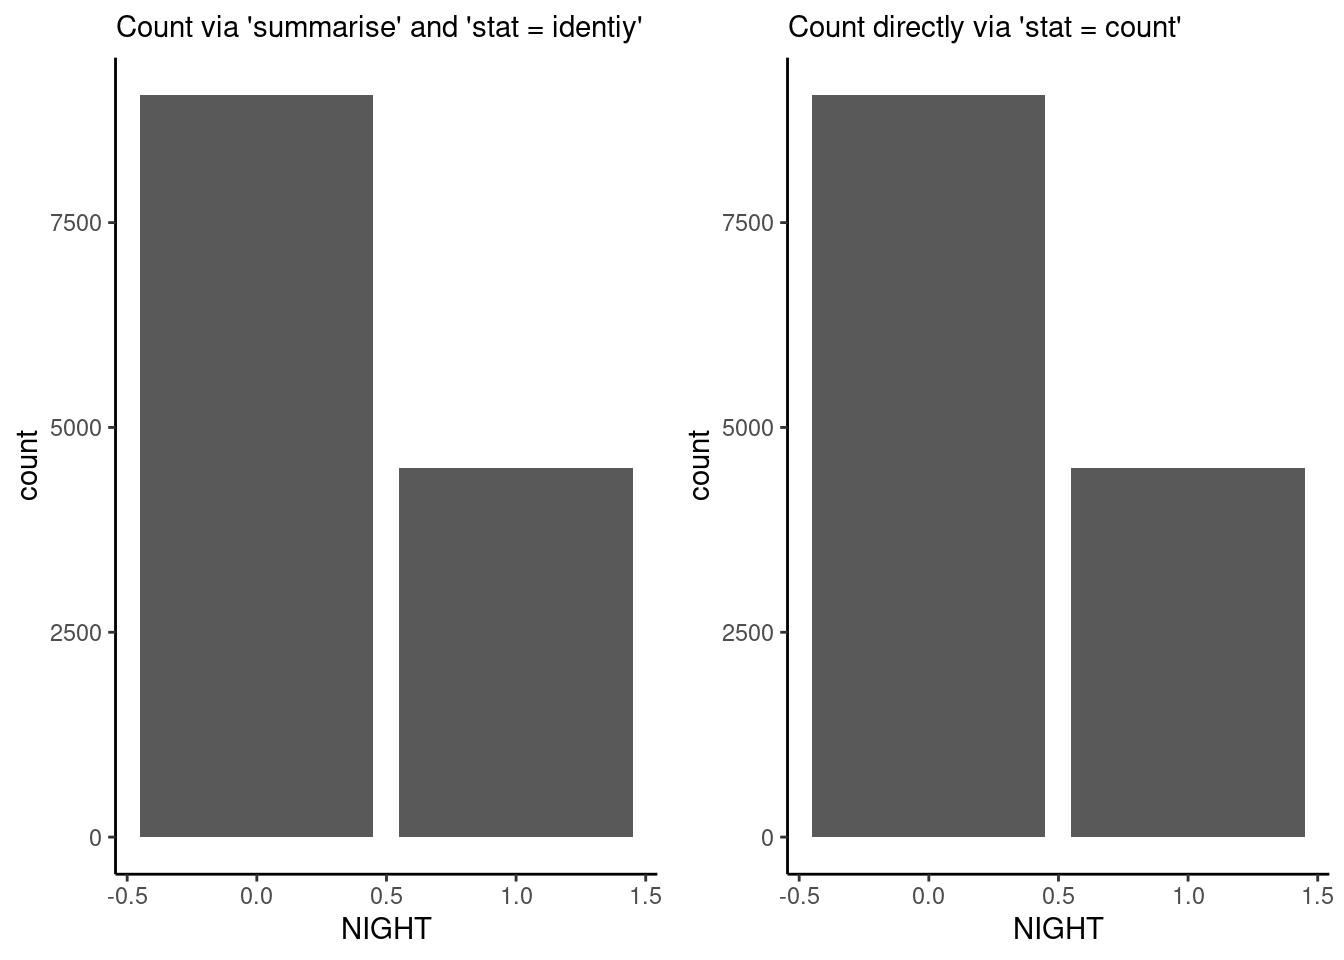 Count via 'summarise' and 'stat = identiy'
7500
5000
2500
0
count
-0.5 0.0 0.5 1.0 1.5
NIGHT
Count directly via 'stat = count'
7500
5000
2500
0
count
-0.5 0.0 0.5 1.0 1.5
NIGHT